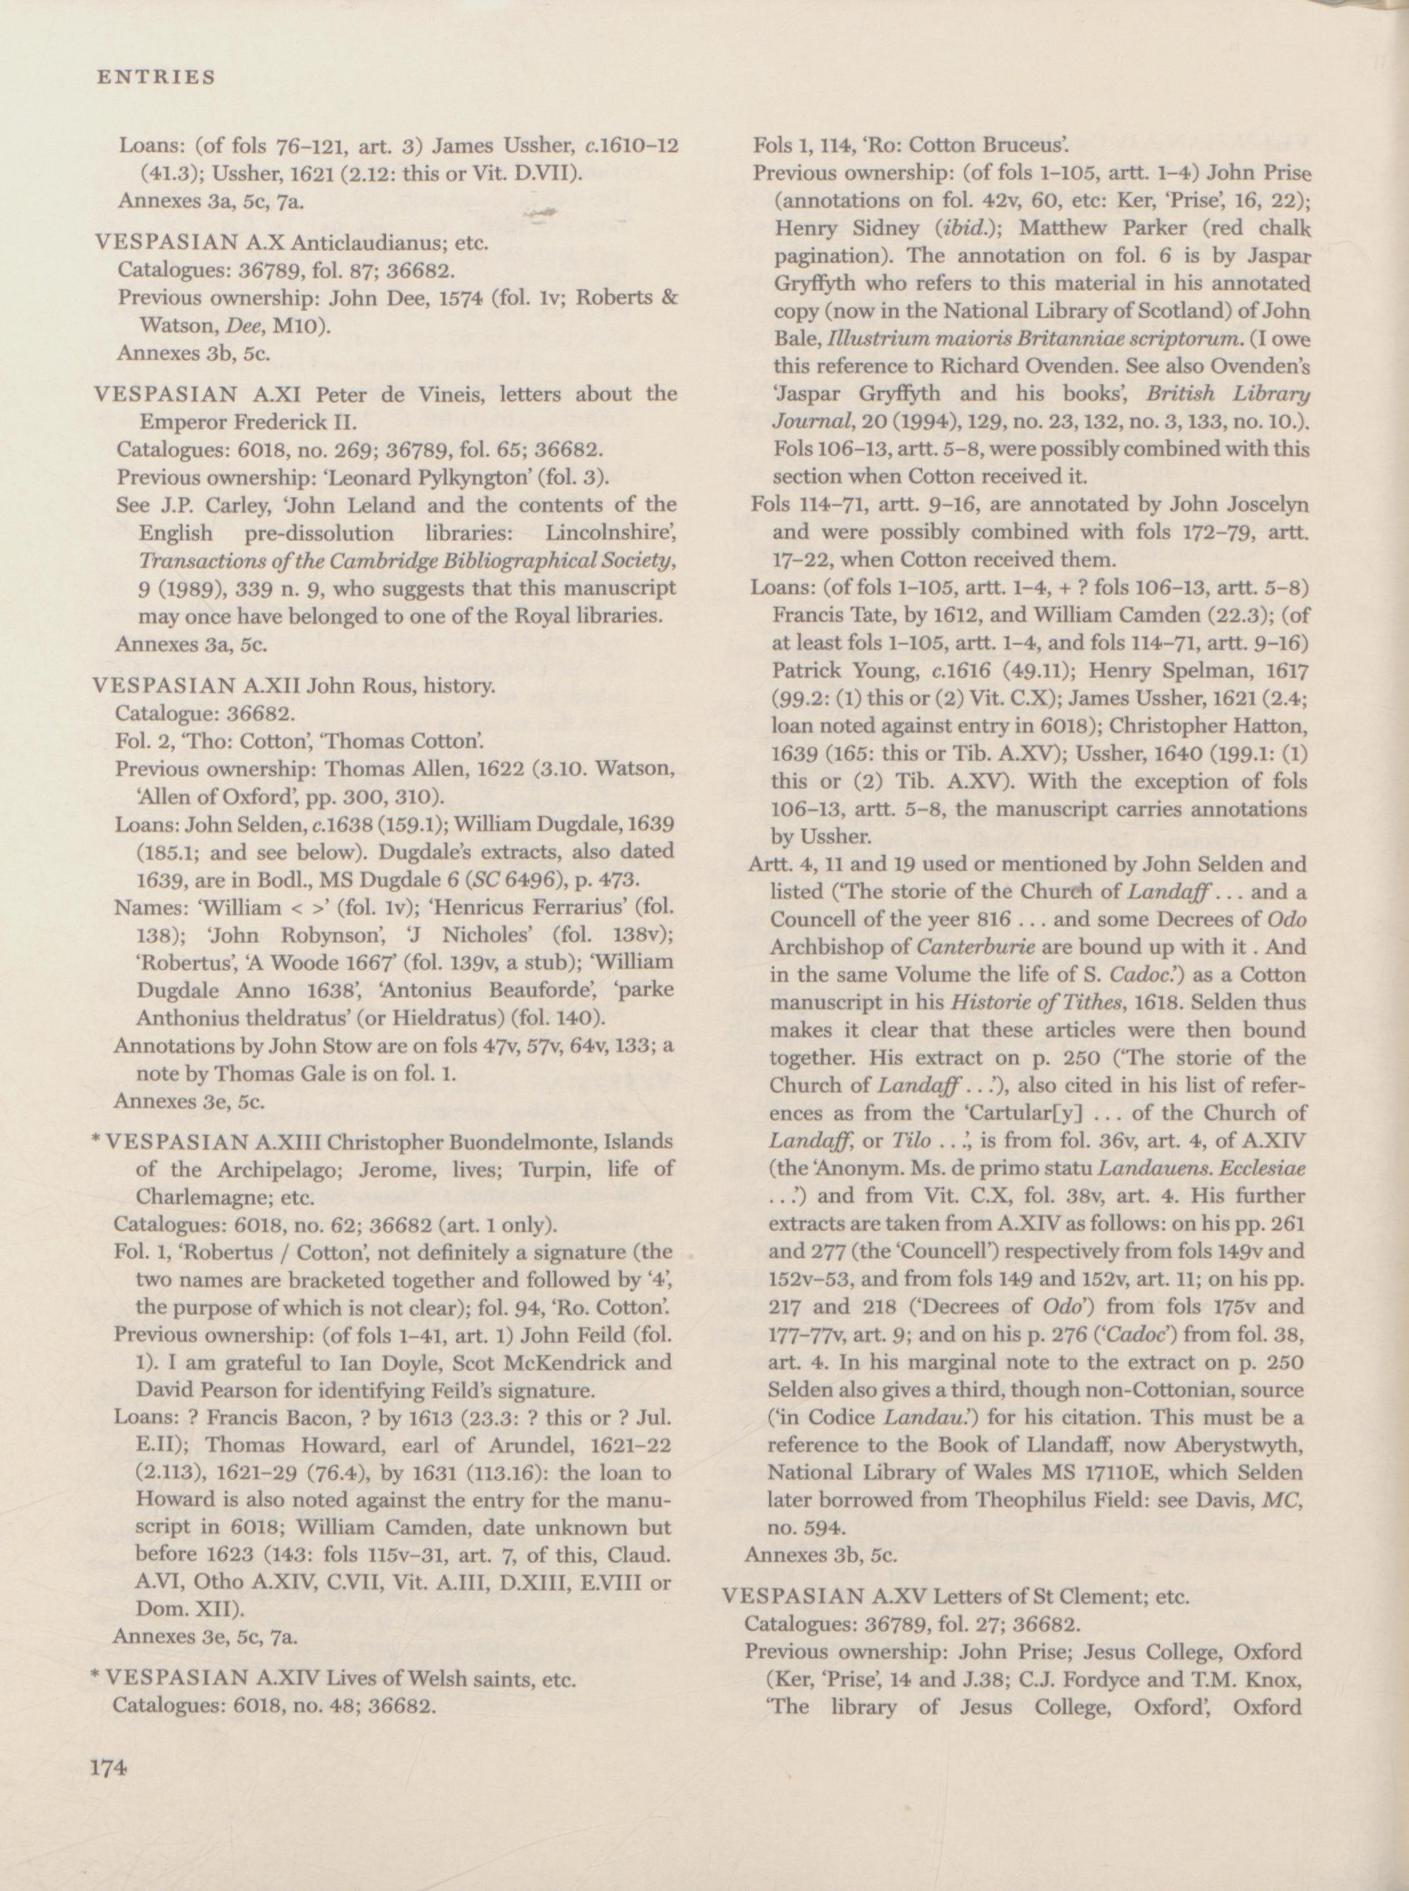 ENTRIES
Loans: (of fols 76–121, art. 3) James Ussher, c.1610–12
(41.3); Ussher, 1621 (2.12: this or Vit. D.VII).
Annexes 3a, 5c, 7a.
VESPASIAN A.X Anticlaudianus; etc.
Catalogues: 36789, fol. 87; 36682.
Previous ownership: John Dee, 1574 (fol. 1v; Roberts &
Watson, Dee, M10).
Annexes 3b, 5c.
VESPASIAN A.XI Peter de Vineis, letters about the
Emperor Frederick II.
Catalogues: 6018, no. 269; 36789, fol. 65; 36682.
Previous ownership: ‘Leonard Pylkyngton’ (fol. 3).
See J.P. Carley, ‘John Leland and the contents of the
English pre-dissolution libraries: Lincolnshire’,
Transactions of the Cambridge Bibliographical Society,
9 (1989), 339 n. 9, who suggests that this manuscript
may once have belonged to one of the Royal libraries.
Annexes 3a, 5c.
VESPASIAN A.XII John Rous, history.
Catalogue: 36682.
Fol. 2, ‘Tho: Cotton’, ‘Thomas Cotton’.
Previous ownership: Thomas Allen, 1622 (3.10. Watson,
‘Allen of Oxford’, pp. 300, 310).
Loans: John Selden, c.1638 (159.1); William Dugdale, 1639
(185.1; and see below). Dugdale’s extracts, also dated
1639, are in Bodl., MS Dugdale 6 (SC 6496), p. 473.
Names: ‘William < >’ (fol. 1v); ‘Henricus Ferrarius’ (fol.
138); ‘John Robynson’, ‘J Nicholes’ (fol. 138v);
‘Robertus’, ‘A Woode 1667’ (fol. 139v, a stub); ‘William
Dugdale Anno 1638’, ‘Antonius Beauforde’, ‘parke
Anthonius theldratus’ (or Hieldratus) (fol. 140).
Annotations by John Stow are on fols 47v, 57v, 64v, 133; a
note by Thomas Gale is on fol. 1.
Annexes 3e, 5c.
* VESPASIAN A.XIII Christopher Buondelmonte, Islands
of the Archipelago; Jerome, lives; Turpin, life of
Charlemagne; etc.
Catalogues: 6018, no. 62; 36682 (art. 1 only).
Fol. 1, ‘Robertus / Cotton’, not definitely a signature (the
two names are bracketed together and followed by ‘4’,
the purpose of which is not clear); fol. 94, ‘Ro. Cotton’.
Previous ownership: (of fols 1–41, art. 1) John Feild (fol.
1). I am grateful to Ian Doyle, Scot McKendrick and
David Pearson for identifying Feild’s signature.
Loans: ? Francis Bacon, ? by 1613 (23.3: ? this or ? Jul.
E.II); Thomas Howard, earl of Arundel, 1621–22
(2.113), 1621–29 (76.4), by 1631 (113.16): the loan to
Howard is also noted against the entry for the manu-
script in 6018; William Camden, date unknown but
before 1623 (143: fols 115v–31, art. 7, of this, Claud.
A.VI, Otho A.XIV, C.VII, Vit. A.III, D.XIII, E.VIII or
Dom. XII).
Annexes 3e, 5c, 7a.
* VESPASIAN A.XIV Lives of Welsh saints, etc.
Catalogues: 6018, no. 48; 36682.
174
Fols 1, 114, ‘Ro: Cotton Bruceus’.
Previous ownership: (of fols 1–105, artt. 1–4) John Prise
(annotations on fol. 42v, 60, etc: Ker, ‘Prise’, 16, 22);
Henry Sidney (ibid.); Matthew Parker (red chalk
pagination). The annotation on fol. 6 is by Jaspar
Gryffyth who refers to this material in his annotated
copy (now in the National Library of Scotland) of John
Bale, Illustrium maioris Britanniae scriptorum. (I owe
this reference to Richard Ovenden. See also Ovenden’s
‘Jaspar Gryffyth and his books’, British Library
Journal, 20 (1994), 129, no. 23, 132, no. 3, 133, no. 10.).
Fols 106–13, artt. 5–8, were possibly combined with this
section when Cotton received it.
Fols 114–71, artt. 9–16, are annotated by John Joscelyn
and were possibly combined with fols 172–79, artt.
17–22, when Cotton received them.
Loans: (of fols 1–105, artt. 1–4, + ? fols 106–13, artt. 5–8)
Francis Tate, by 1612, and William Camden (22.3); (of
at least fols 1–105, artt. 1–4, and fols 114–71, artt. 9–16)
Patrick Young, c.1616 (49.11); Henry Spelman, 1617
(99.2: (1) this or (2) Vit. C.X); James Ussher, 1621 (2.4;
loan noted against entry in 6018); Christopher Hatton,
1639 (165: this or Tib. A.XV); Ussher, 1640 (199.1: (1)
this or (2) Tib. A.XV). With the exception of fols
106–13, artt. 5–8, the manuscript carries annotations
by Ussher.
Artt. 4, 11 and 19 used or mentioned by John Selden and
listed (‘The storie of the Church of Landaff . . . and a
Councell of the yeer 816 . . . and some Decrees of Odo
Archbishop of Canterburie are bound up with it . And
in the same Volume the life of S. Cadoc.’) as a Cotton
manuscript in his Historie of Tithes, 1618. Selden thus
makes it clear that these articles were then bound
together. His extract on p. 250 (‘The storie of the
Church of Landaff . . .’), also cited in his list of refer-
ences as from the ‘Cartular[y] . . . of the Church of
Landaff, or Tilo . . .’, is from fol. 36v, art. 4, of A.XIV
(the ‘Anonym. Ms. de primo statu Landauens. Ecclesiae
. . .’) and from Vit. C.X, fol. 38v, art. 4. His further
extracts are taken from A.XIV as follows: on his pp. 261
and 277 (the ‘Councell’) respectively from fols 149v and
152v–53, and from fols 149 and 152v, art. 11; on his pp.
217 and 218 (‘Decrees of Odo’) from fols 175v and
177–77v, art. 9; and on his p. 276 (‘Cadoc’) from fol. 38,
art. 4. In his marginal note to the extract on p. 250
Selden also gives a third, though non-Cottonian, source
(‘in Codice Landau.’) for his citation. This must be a
reference to the Book of Llandaff, now Aberystwyth,
National Library of Wales MS 17110E, which Selden
later borrowed from Theophilus Field: see Davis, MC,
no. 594.
Annexes 3b, 5c.
VESPASIAN A.XV Letters of St Clement; etc.
Catalogues: 36789, fol. 27; 36682.
Previous ownership: John Prise; Jesus College, Oxford
(Ker, ‘Prise’, 14 and J.38; C.J. Fordyce and T.M. Knox,
‘The library of Jesus College, Oxford’, Oxford